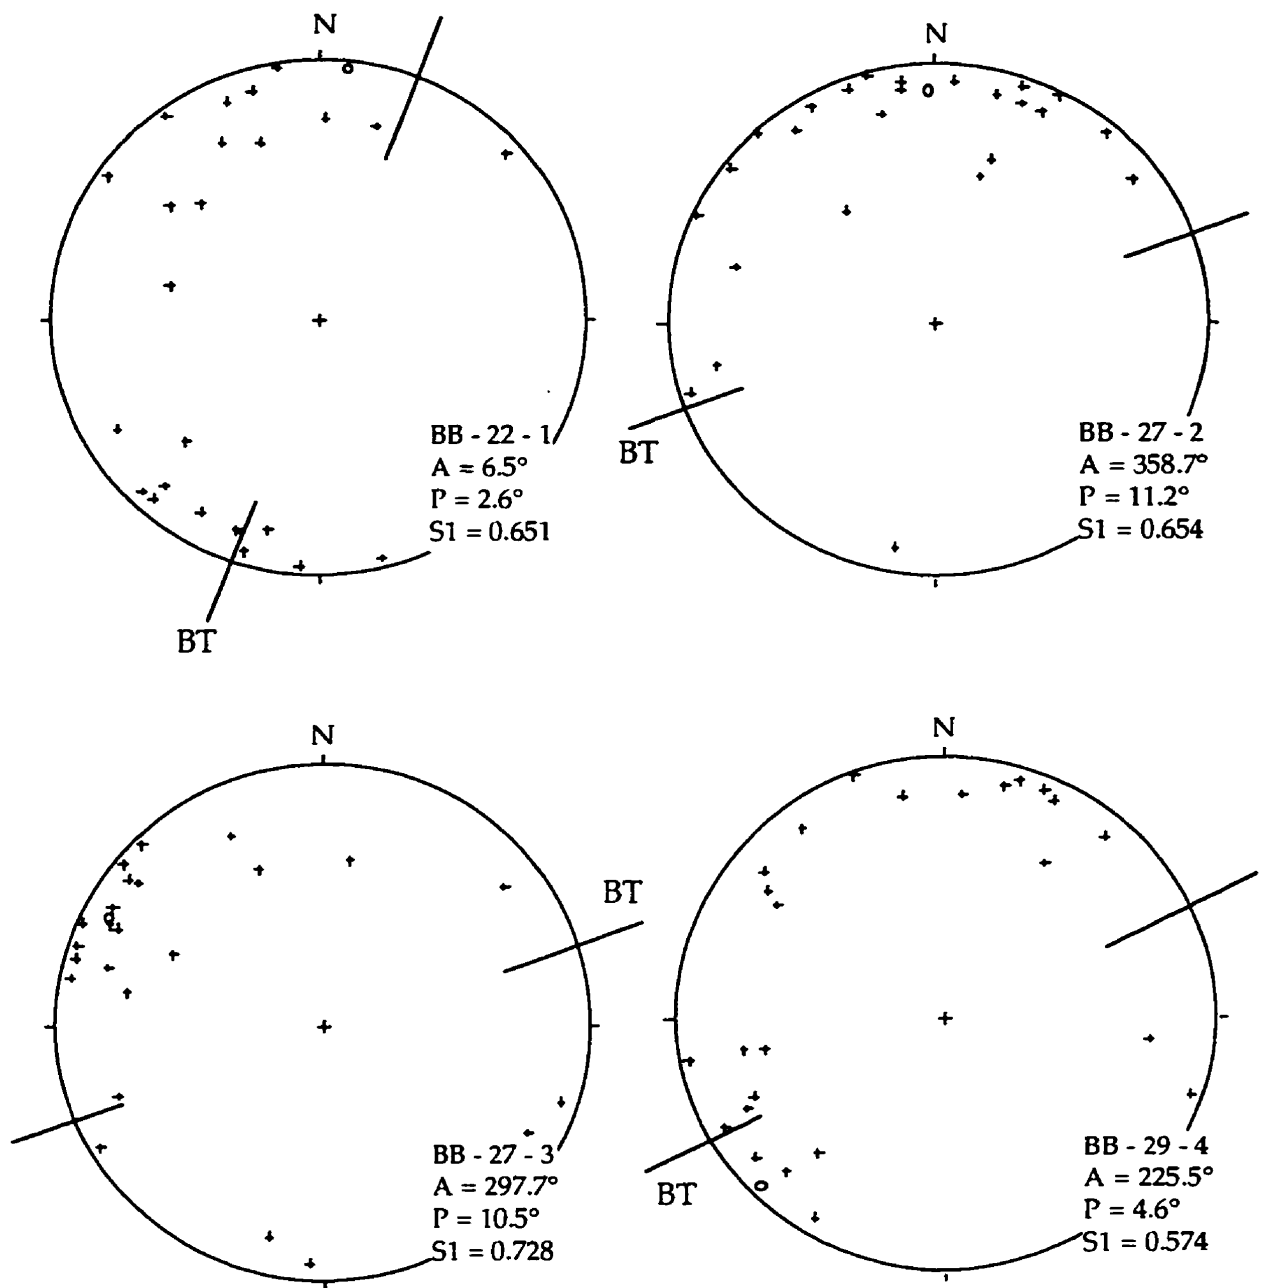 N
BB - 22 - 1
A = 6.5°
P = 2.6°
S1 = 0.651
BT
N
BT
BB - 27 - 2
A = 358.7°
P = 11.2°
S1 = 0.654
N
BT
BB - 27 - 3
A = 297.7°
P = 10.5°
S1 = 0.728
N
BT
BB - 29 - 4
A = 225.5°
P = 4.6°
S1 = 0.574